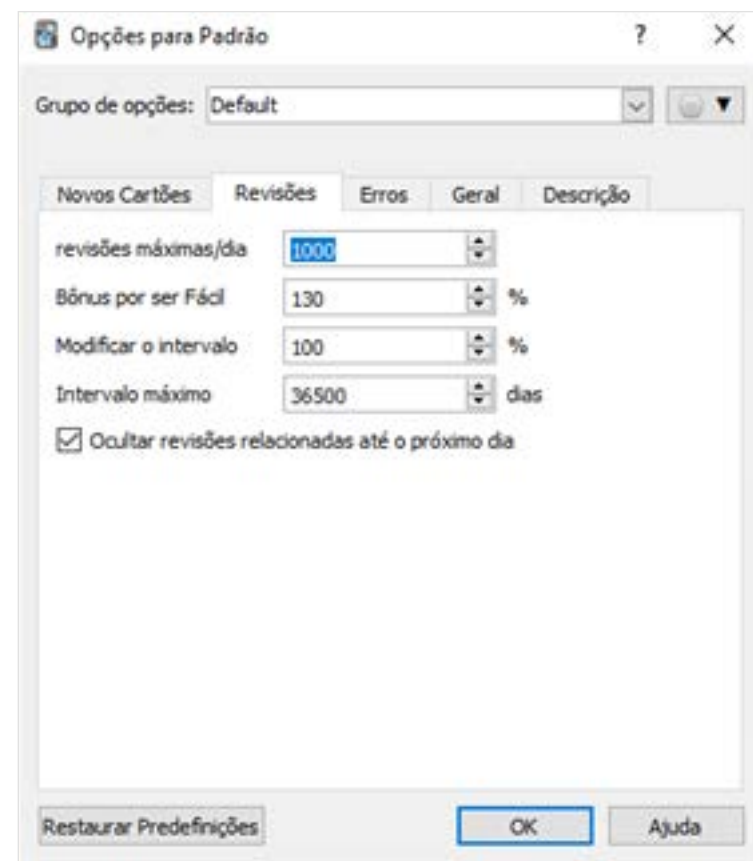 Opções para Padrão ? ×
Grupo de opções: Default
Novos Cartões Revisões Erros Geral Descrição
revisões máximas/dia 1000
Bônus por ser Fácil 130 %
Modificar o intervalo 100 %
Intervalo máximo 36500 dias
Ocultar revisões relacionadas até o próximo dia
Restaurar Predefinições OK Ajuda